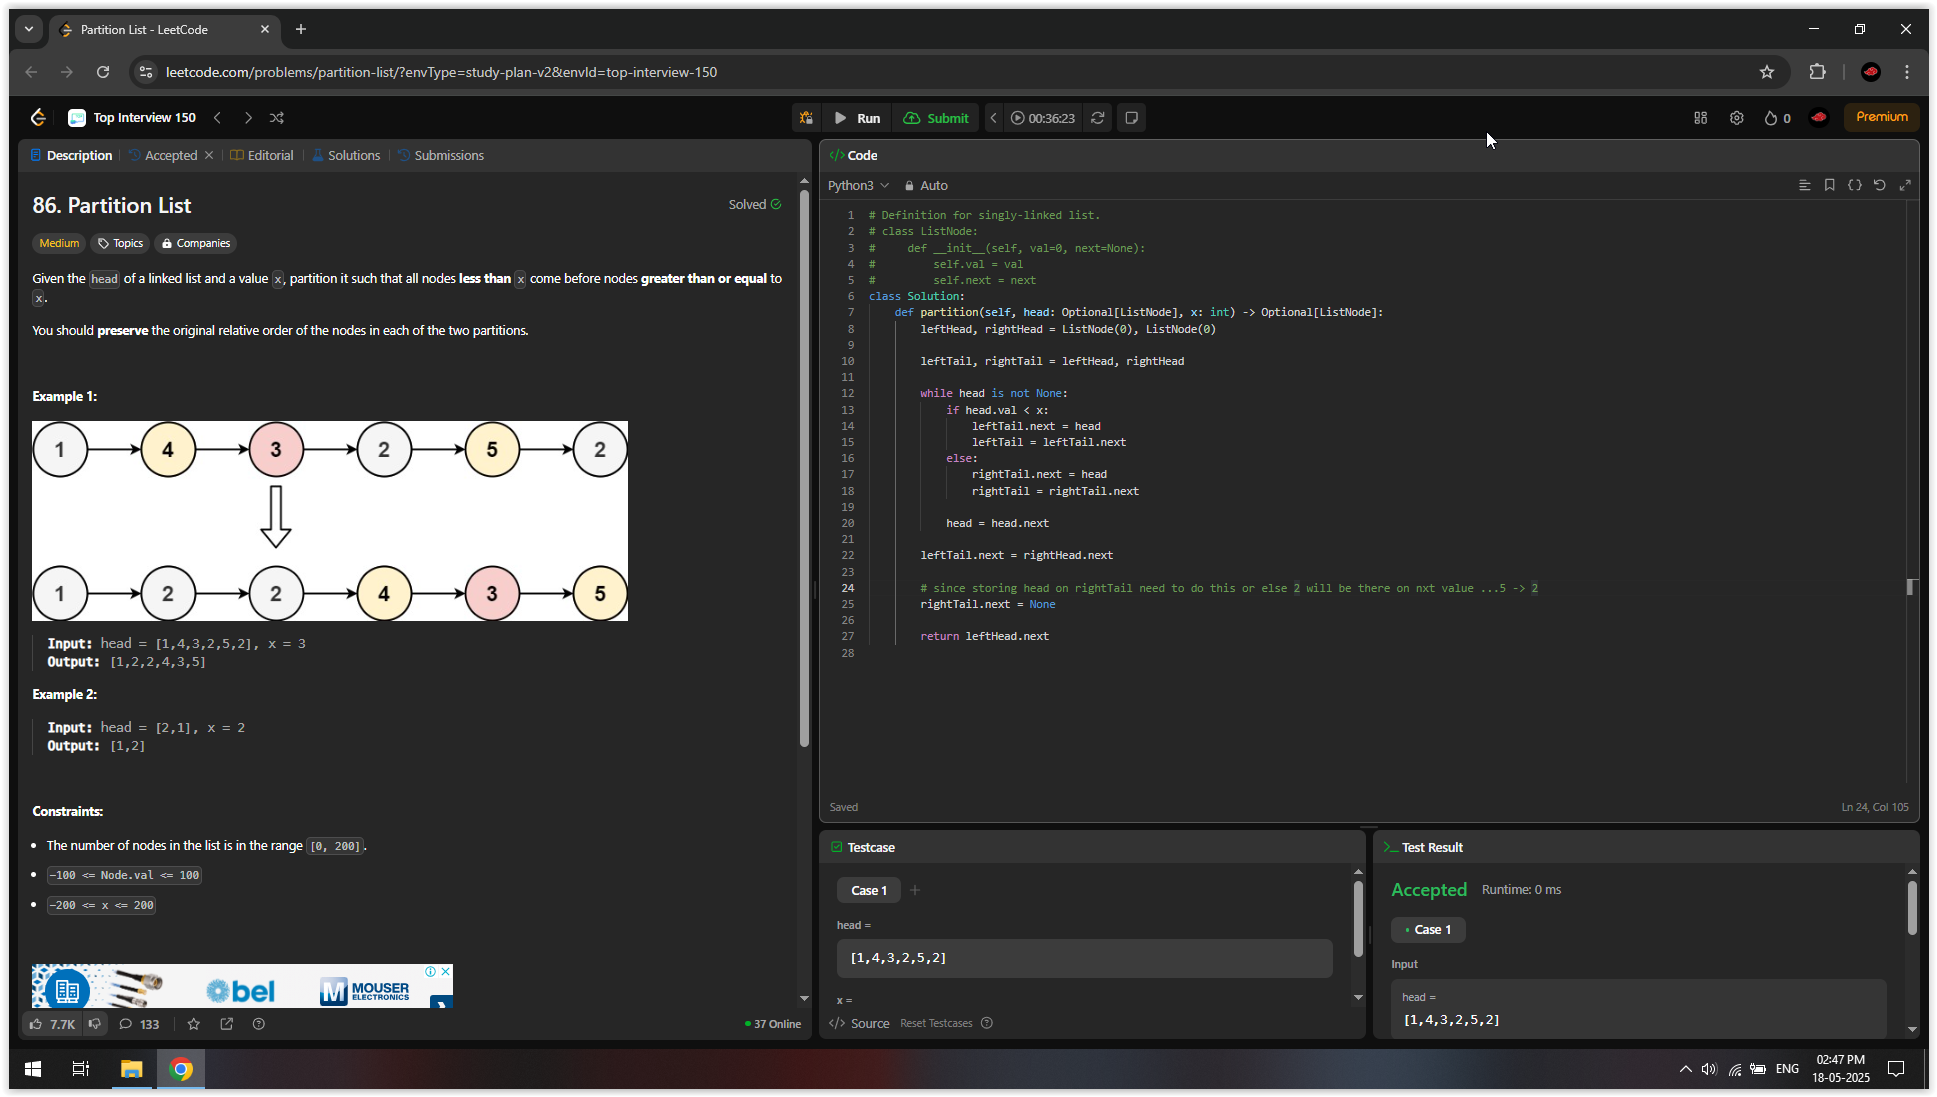 Partition List - LeetCode
leetcode.com/problems/partition-list/?envType=study-plan-v2&envId=top-interview-150
Top Interview 150
Run
Submit
00:36:23
0
Premium
Description
Accepted
Editorial
Solutions
Submissions
86. Partition List
Solved
Medium
Topics
Companies
Given the head of a linked list and a value x, partition it such that all nodes less than x come before nodes greater than or equal to
x.
You should preserve the original relative order of the nodes in each of the two partitions.
Example 1:
1 4 3 2 5 2
1 2 2 4 3 5
Input: head = [1,4,3,2,5,2], x = 3
Output: [1,2,2,4,3,5]
Example 2:
Input: head = [2,1], x = 2
Output: [1,2]
Constraints:
• The number of nodes in the list is in the range [0, 200].
• -100 <= Node.val <= 100
• -200 <= x <= 200
bel
M MOUSER
ELECTRONICS
7.7K
133
37 Online
</> Code
Python3
Auto
1 # Definition for singly-linked list.
2 # class ListNode:
3 #     def __init__(self, val=0, next=None):
4 #         self.val = val
5 #         self.next = next
6 class Solution:
7     def partition(self, head: Optional[ListNode], x: int) -> Optional[ListNode]:
8         leftHead, rightHead = ListNode(0), ListNode(0)
9
10         leftTail, rightTail = leftHead, rightHead
11
12         while head is not None:
13             if head.val < x:
14                 leftTail.next = head
15                 leftTail = leftTail.next
16             else:
17                 rightTail.next = head
18                 rightTail = rightTail.next
19
20             head = head.next
21
22         leftTail.next = rightHead.next
23
24         # since storing head on rightTail need to do this or else 2 will be there on nxt value ...5 -> 2
25         rightTail.next = None
26
27         return leftHead.next
28
Saved
Ln 24, Col 105
Testcase
Case 1
head =
[1,4,3,2,5,2]
x =
</> Source
Reset Testcases
Test Result
Accepted
Runtime: 0 ms
• Case 1
Input
head =
[1,4,3,2,5,2]
ENG
02:47 PM
18-05-2025